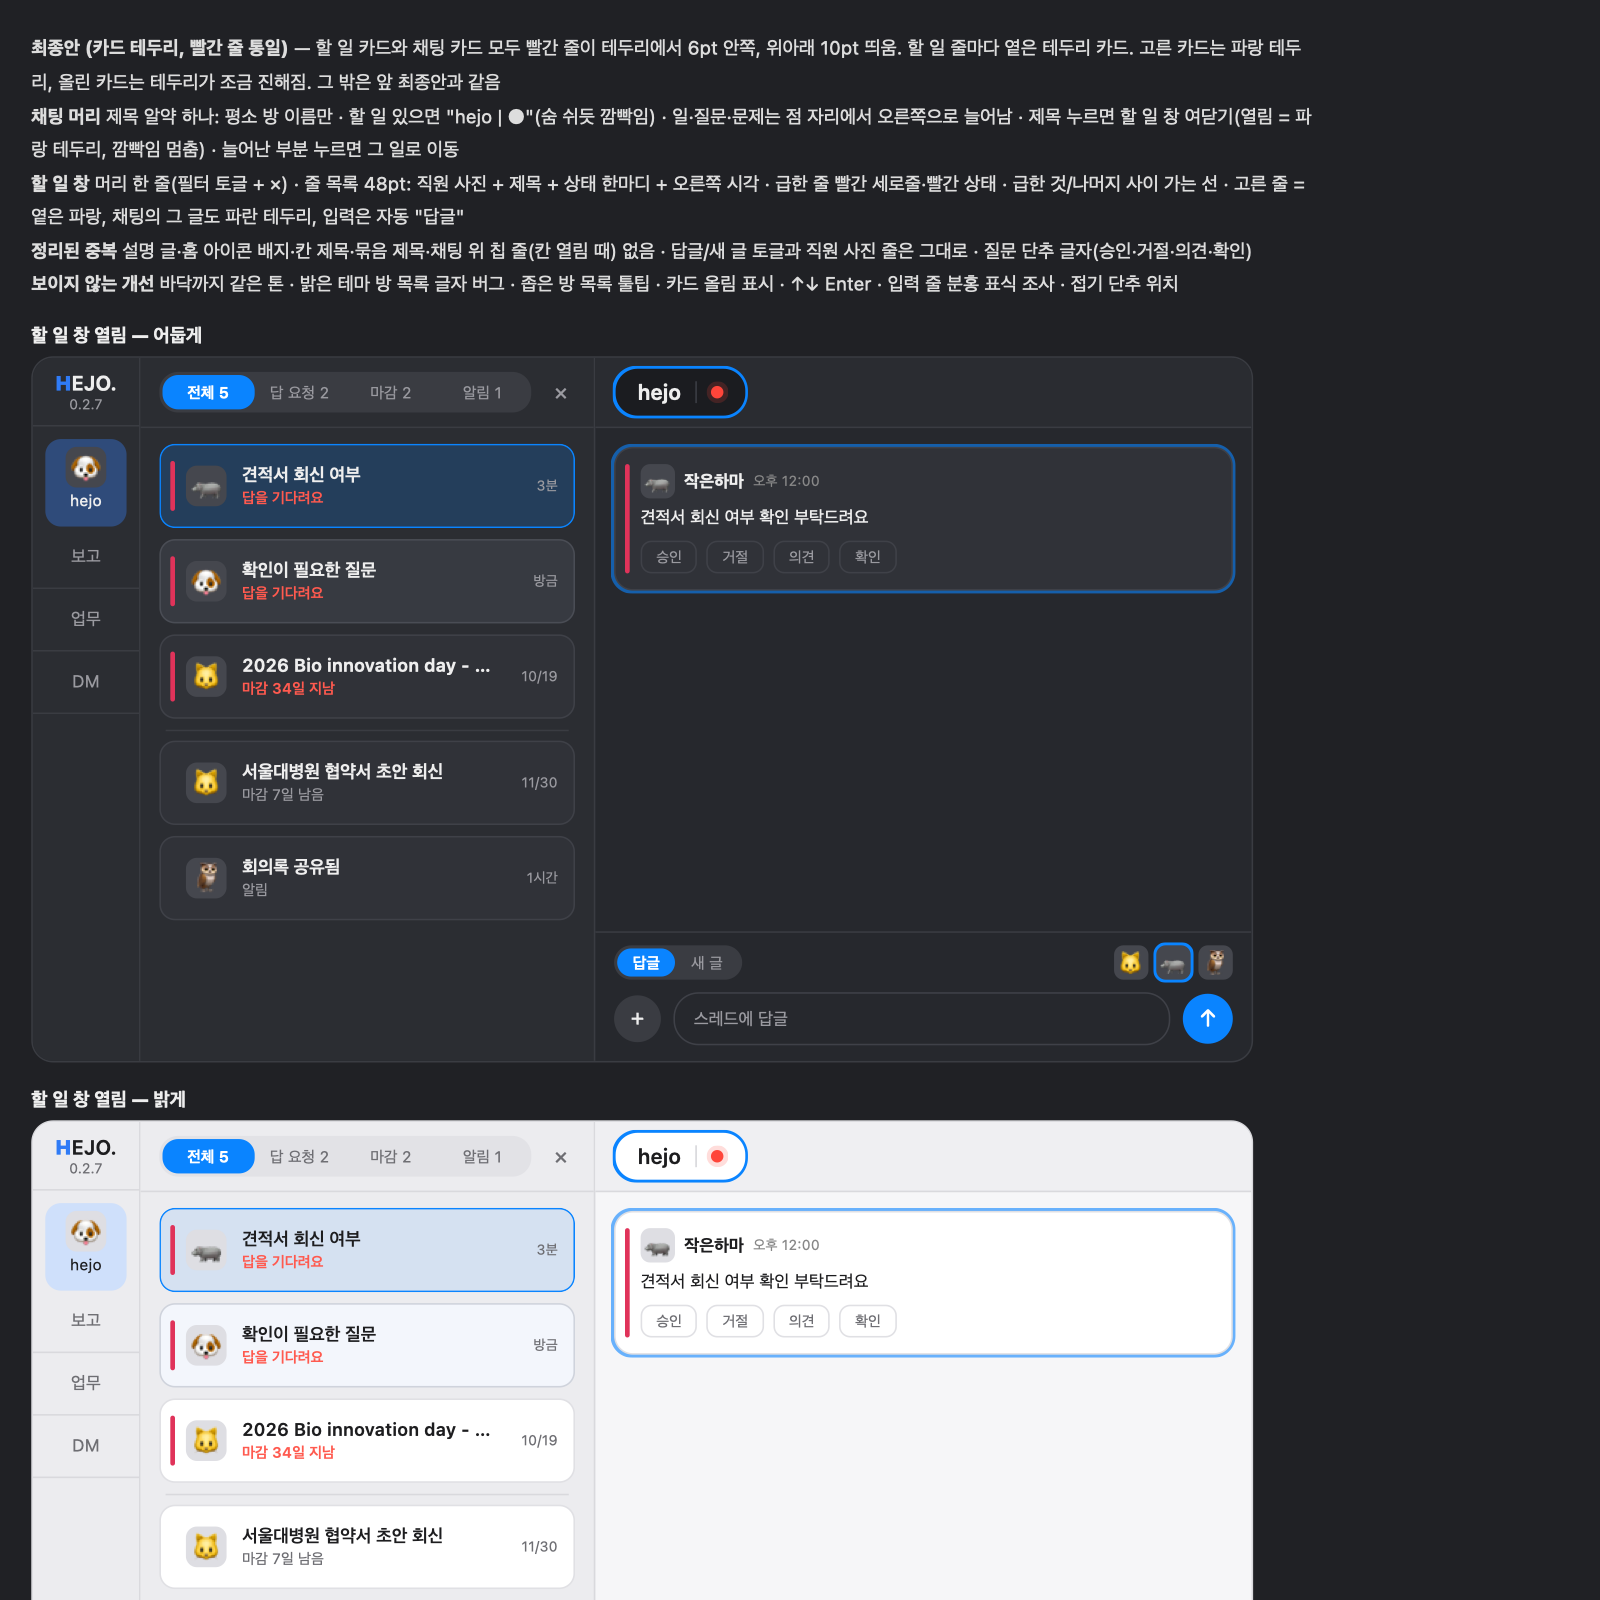 최종안 (카드 테두리, 빨간 줄 통일) — 할 일 카드와 채팅 카드 모두 빨간 줄이 테두리에서 6pt 안쪽, 위아래 10pt 띄움. 할 일 줄마다 옅은 테두리 카드. 고른 카드는 파랑 테두
리, 올린 카드는 테두리가 조금 진해짐. 그 밖은 앞 최종안과 같음
채팅 머리 제목 알약 하나: 평소 방 이름만 · 할 일 있으면 "hejo | ●"(숨 쉬듯 깜빡임) · 일·질문·문제는 점 자리에서 오른쪽으로 늘어남 · 제목 누르면 할 일 창 여닫기(열림 = 파
랑 테두리, 깜빡임 멈춤) · 늘어난 부분 누르면 그 일로 이동
할 일 창 머리 한 줄(필터 토글 + ×) · 줄 목록 48pt: 직원 사진 + 제목 + 상태 한마디 + 오른쪽 시각 · 급한 줄 빨간 세로줄·빨간 상태 · 급한 것/나머지 사이 가는 선 · 고른 줄 =
옅은 파랑, 채팅의 그 글도 파란 테두리, 입력은 자동 "답글"
정리된 중복 설명 글·홈 아이콘 배지·칸 제목·묶음 제목·채팅 위 칩 줄(칸 열림 때) 없음 · 답글/새 글 토글과 직원 사진 줄은 그대로 · 질문 단추 글자(승인·거절·의견·확인)
보이지 않는 개선 바닥까지 같은 톤 · 밝은 테마 방 목록 글자 버그 · 좁은 방 목록 툴팁 · 카드 올림 표시 · ↑↓ Enter · 입력 줄 분홍 표식 조사 · 접기 단추 위치
할 일 창 열림 — 어둡게
HEJO.
0.2.7
hejo
보고
업무
DM
전체 5
답 요청 2
마감 2
알림 1
×
견적서 회신 여부
답을 기다려요
3분
확인이 필요한 질문
답을 기다려요
방금
2026 Bio innovation day - ...
마감 34일 지남
10/19
서울대병원 협약서 초안 회신
마감 7일 남음
11/30
회의록 공유됨
알림
1시간
hejo
작은하마 오후 12:00
견적서 회신 여부 확인 부탁드려요
승인
거절
의견
확인
답글
새 글
+
스레드에 답글
↑
할 일 창 열림 — 밝게
HEJO.
0.2.7
hejo
보고
업무
DM
전체 5
답 요청 2
마감 2
알림 1
×
견적서 회신 여부
답을 기다려요
3분
확인이 필요한 질문
답을 기다려요
방금
2026 Bio innovation day - ...
마감 34일 지남
10/19
서울대병원 협약서 초안 회신
마감 7일 남음
11/30
hejo
작은하마 오후 12:00
견적서 회신 여부 확인 부탁드려요
승인
거절
의견
확인